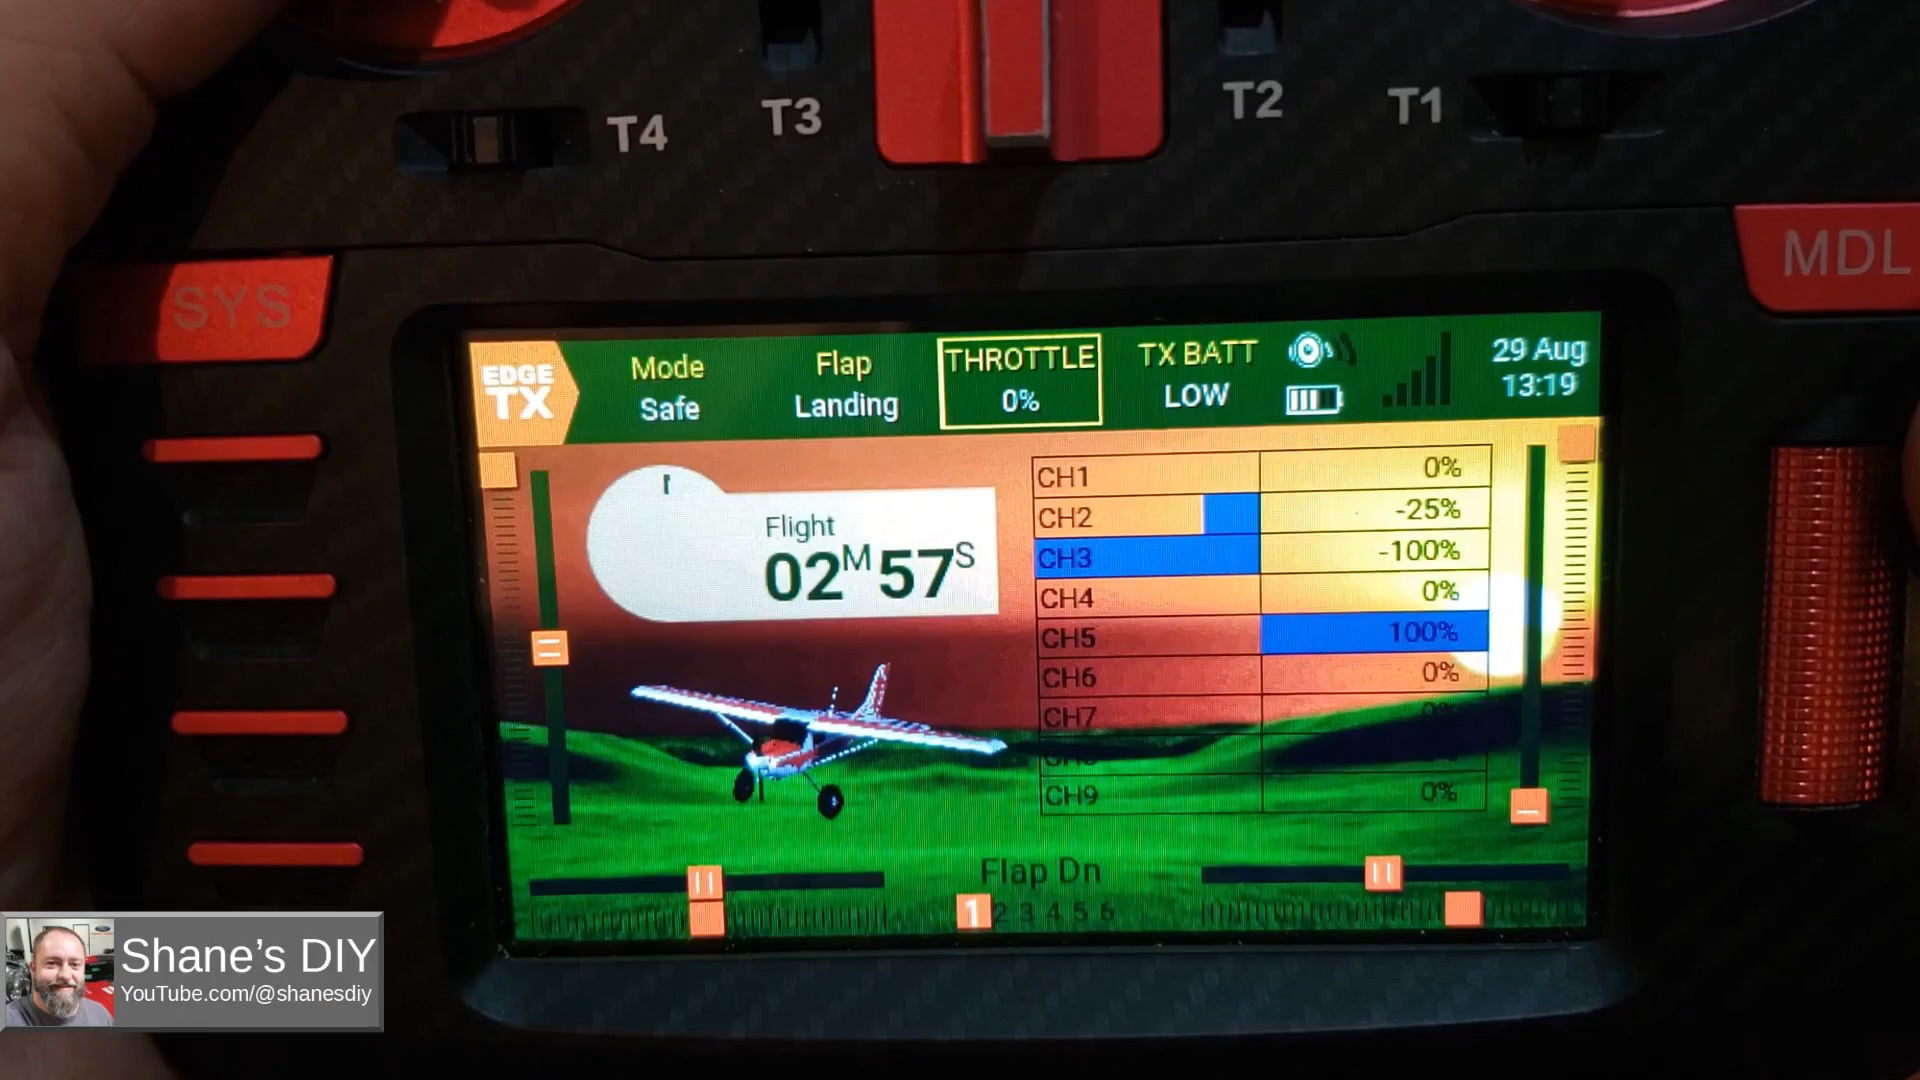 T4
T3
T2
T1
SYS
MDL
EDGE
TX
Mode
Safe
Flap
Landing
THROTTLE
0%
TX BATT
LOW
29 Aug
13:19
Flight
02M57S
CH1 0%
CH2 -25%
CH3 -100%
CH4 0%
CH5 100%
CH6 0%
CH7 0%
CH9 0%
Flap Dn
1 2 3 4 5 6
Shane's DIY
YouTube.com/@shanesdiy